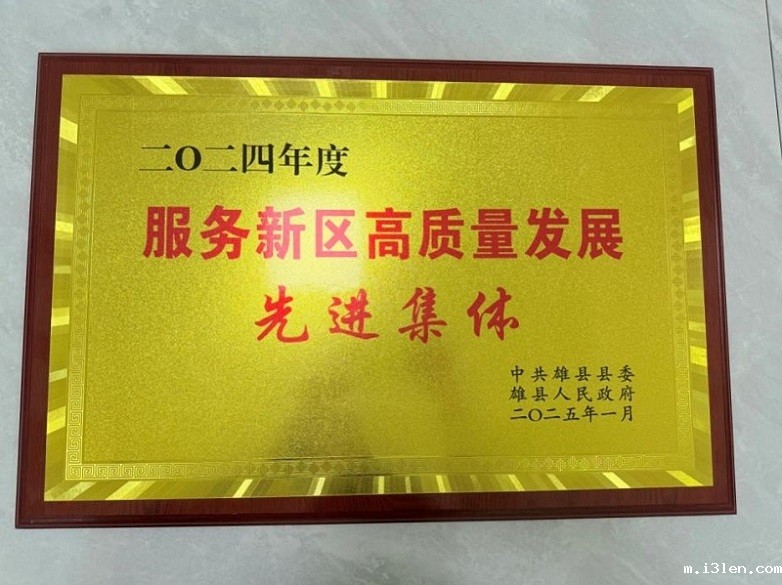 二〇二四年度
服务新区高质量发展
先进集体
中共雄县县委
雄县人民政府
二〇二五年一月
m.i3len.com